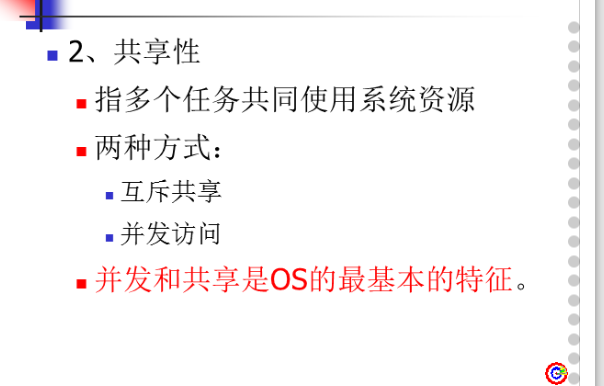 2、共享性
指多个任务共同使用系统资源
两种方式：
互斥共享
并发访问
并发和共享是OS的最基本的特征。